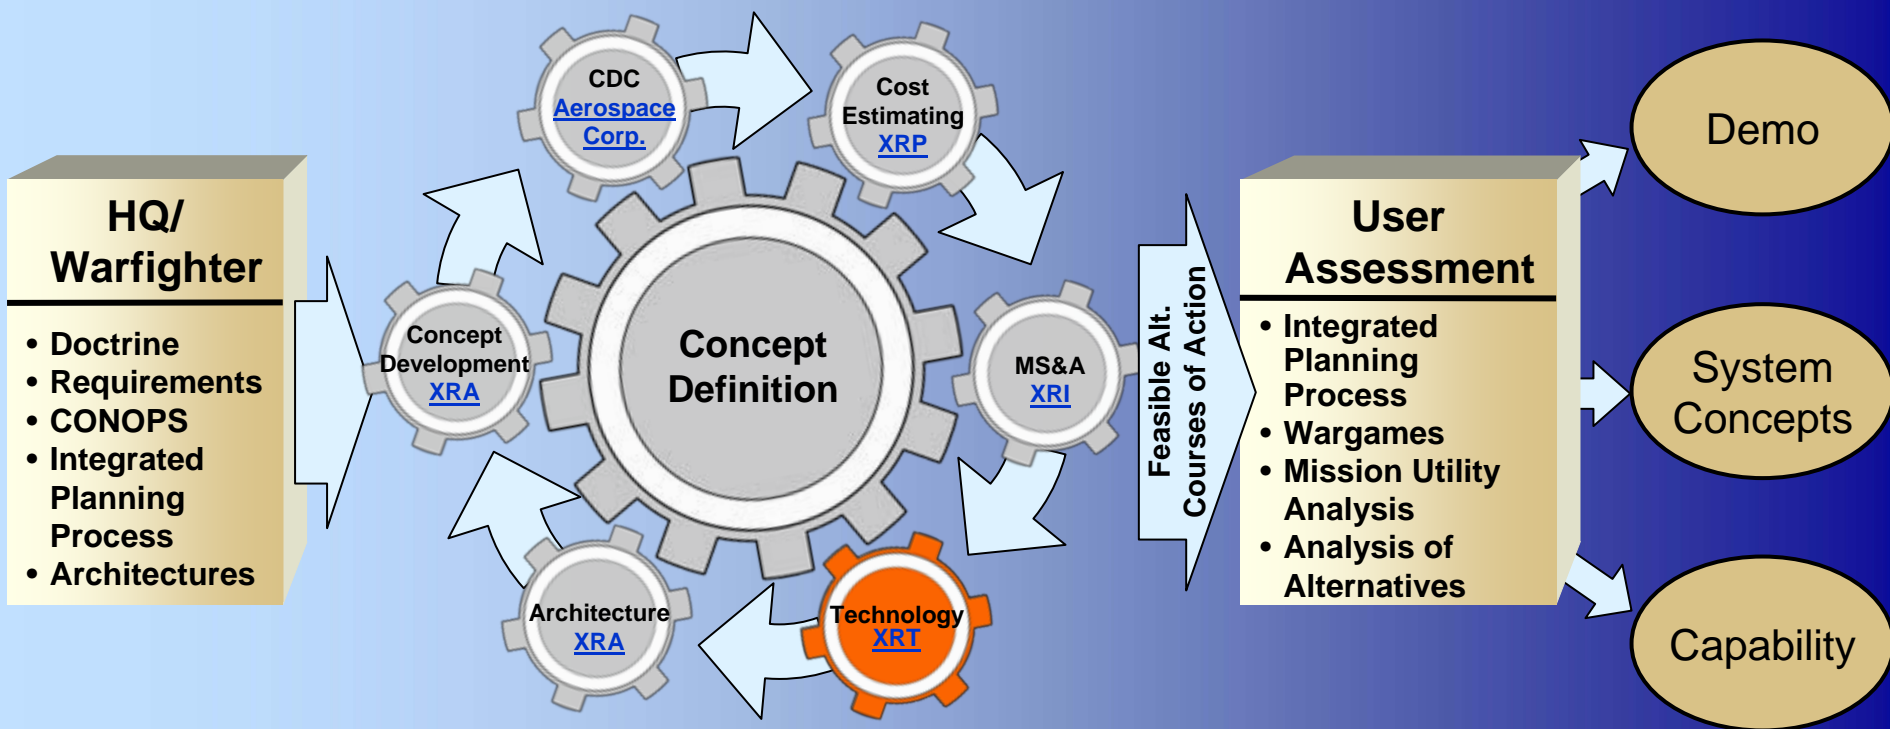 HQ/
Warfighter
• Doctrine
• Requirements
• CONOPS
• Integrated
Planning
Process
• Architectures
Concept
Development
XRA
CDC
Aerospace
Corp.
Cost
Estimating
XRP
MS&A
XRI
Technology
XRT
Architecture
XRA
Concept
Definition
Feasible Alt.
Courses of Action
User
Assessment
• Integrated
Planning
Process
• Wargames
• Mission Utility
Analysis
• Analysis of
Alternatives
Demo
System
Concepts
Capability